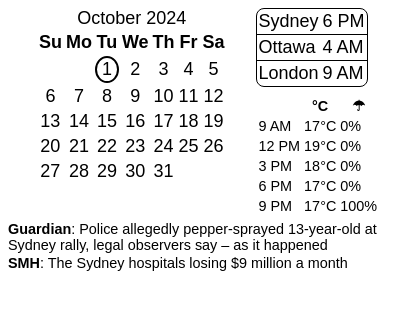 October 2024
Su Mo Tu We Th Fr Sa
1 2 3 4 5
6 7 8 9 10 11 12
13 14 15 16 17 18 19
20 21 22 23 24 25 26
27 28 29 30 31
Sydney 6 PM
Ottawa 4 AM
London 9 AM
°C ☂
9 AM 17°C 0%
12 PM 19°C 0%
3 PM 18°C 0%
6 PM 17°C 0%
9 PM 17°C 100%
Guardian: Police allegedly pepper-sprayed 13-year-old at
Sydney rally, legal observers say – as it happened
SMH: The Sydney hospitals losing $9 million a month